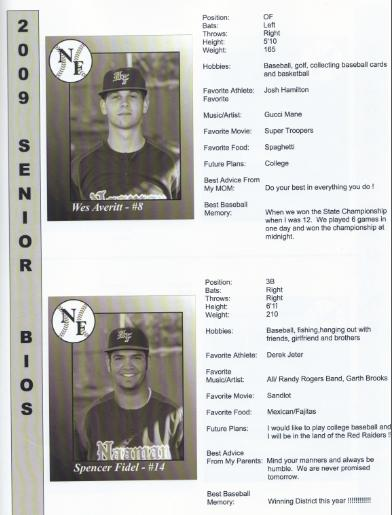 2009 SENIOR BIOS
NF
Wes Averitt - #8
Position: OF
Bats: Left
Throws: Right
Height: 5'10
Weight: 165
Hobbies: Baseball, golf, collecting baseball cards
and basketball
Favorite Athlete: Josh Hamilton
Favorite
Music/Artist: Gucci Mane
Favorite Movie: Super Troopers
Favorite Food: Spaghetti
Future Plans: College
Best Advice From
My MOM: Do your best in everything you do !
Best Baseball
Memory: When we won the State Championship
when I was 12. We played 6 games in
one day and won the championship at
midnight.
NF
Naaman
Spencer Fidel - #14
Position: 3B
Bats: Right
Throws: Right
Height: 6'1l
Weight: 210
Hobbies: Baseball, fishing,hanging out with
friends, girlfriend and brothers
Favorite Athlete: Derek Jeter
Favorite
Music/Artist: All/ Randy Rogers Band, Garth Brooks
Favorite Movie: Sandlot
Favorite Food: Mexican/Fajitas
Future Plans: I would like to play college baseball and
I will be in the land of the Red Raiders !!
Best Advice
From My Parents: Mind your manners and always be
humble. We are never promised
tomorrow.
Best Baseball
Memory: Winning District this year !!!!!!!!!!!!